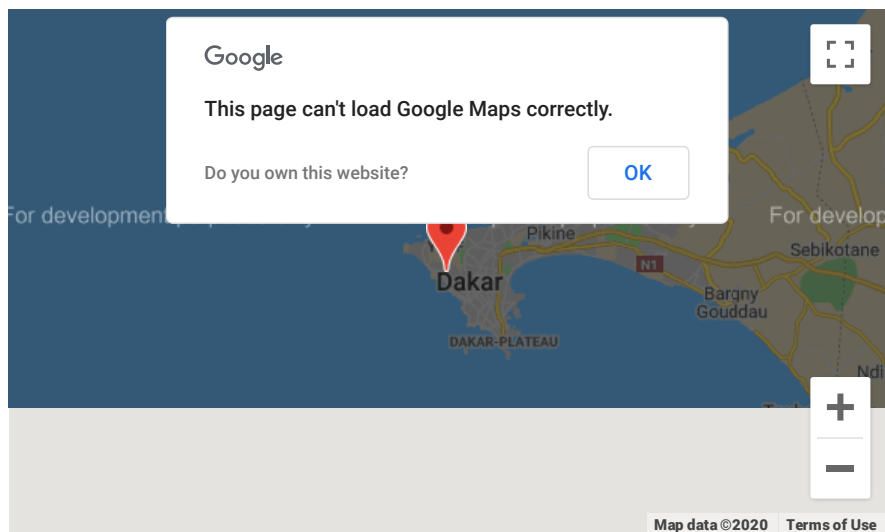 Google
This page can't load Google Maps correctly.
Do you own this website?
OK
For development
For develop
Pikine
Sebikotane
N1
Dakar
Bargny
Gouddau
DAKAR-PLATEAU
Ndi
Map data ©2020
Terms of Use